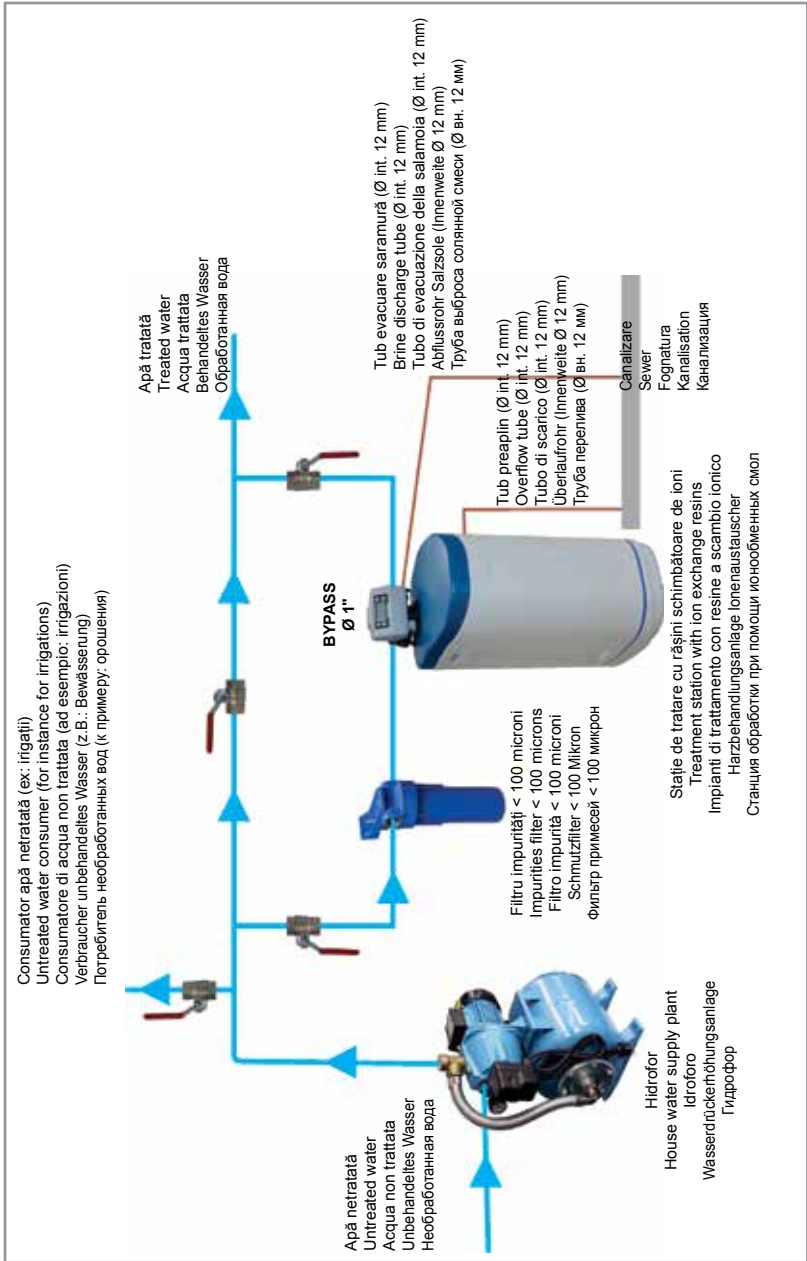 Consumator apă netratată (ex: irigații)
Untreated water consumer (for instance for irrigations)
Consumatore di acqua non trattata (ad esempio: irrigazioni)
Verbraucher unbehandeltes Wasser (z.B.: Bewässerung)
Потребитель необработанных вод (к примеру: орошения)
Apă tratată
Treated water
Acqua trattata
Behandeltes Wasser
Обработанная вода
Tub evacuare saramură (Ø int. 12 mm)
Brine discharge tube (Ø int. 12 mm)
Tubo di evacuazione della salamoia (Ø int. 12 mm)
Abflussrohr Salzsole (Innenweite Ø 12 mm)
Труба выброса солянной смеси (Ø вн. 12 мм)
BYPASS
Ø 1"
Tub preaplin (Ø int. 12 mm)
Overflow tube (Ø int. 12 mm)
Tubo di scarico (Ø int. 12 mm)
Überlaufrohr (Innenweite Ø 12 mm)
Труба перелива (Ø вн. 12 мм)
Canalizare
Sewer
Fognatura
Kanalisation
Канализация
Apă netratată
Untreated water
Acqua non trattata
Unbehandeltes Wasser
Необработанная вода
Filtru impurități < 100 microni
Impurities filter < 100 microns
Filtro impurità < 100 microni
Schmutzfilter < 100 Mikron
Фильтр примесей < 100 микрон
Hidrofor
House water supply plant
Idroforo
Wasserdrückerhöhungsanlage
Гидрофор
Stație de tratare cu rășini schimbătoare de ioni
Treatment station with ion exchange resins
Impianti di trattamento con resine a scambio ionico
Harzbehandlungsanlage Ionenaustauscher
Станция обработки при помощи ионообменных смол